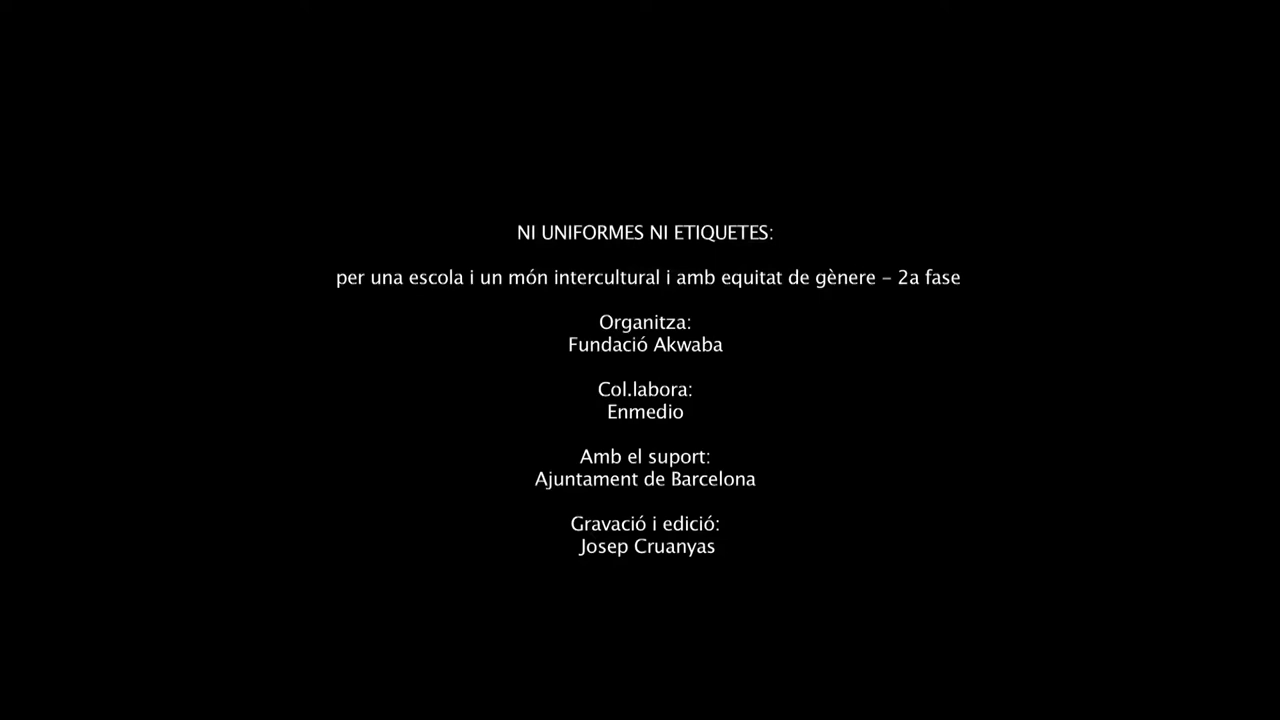 NI UNIFORMES NI ETIQUETES:
per una escola i un món intercultural i amb equitat de gènere – 2a fase
Organitza:
Fundació Akwaba
Col.labora:
Enmedio
Amb el suport:
Ajuntament de Barcelona
Gravació i edició:
Josep Cruanyas